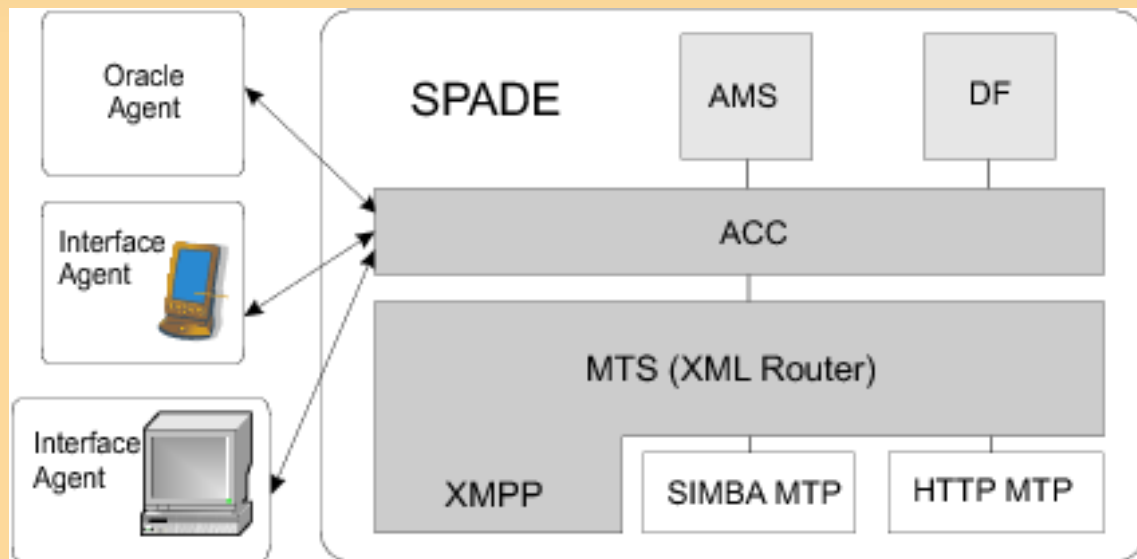 Oracle
Agent
Interface
Agent
Interface
Agent
SPADE
AMS
DF
ACC
MTS (XML Router)
XMPP
SIMBA MTP
HTTP MTP